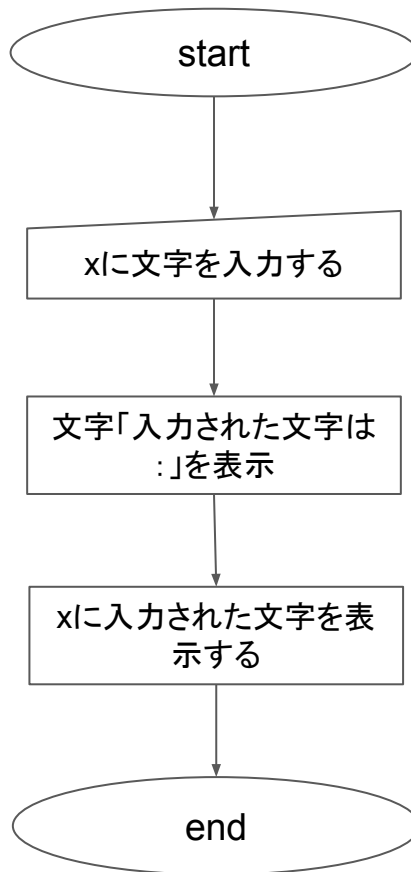 start
xに文字を入力する
文字｢入力された文字は
:｣を表示
xに入力された文字を表
示する
end